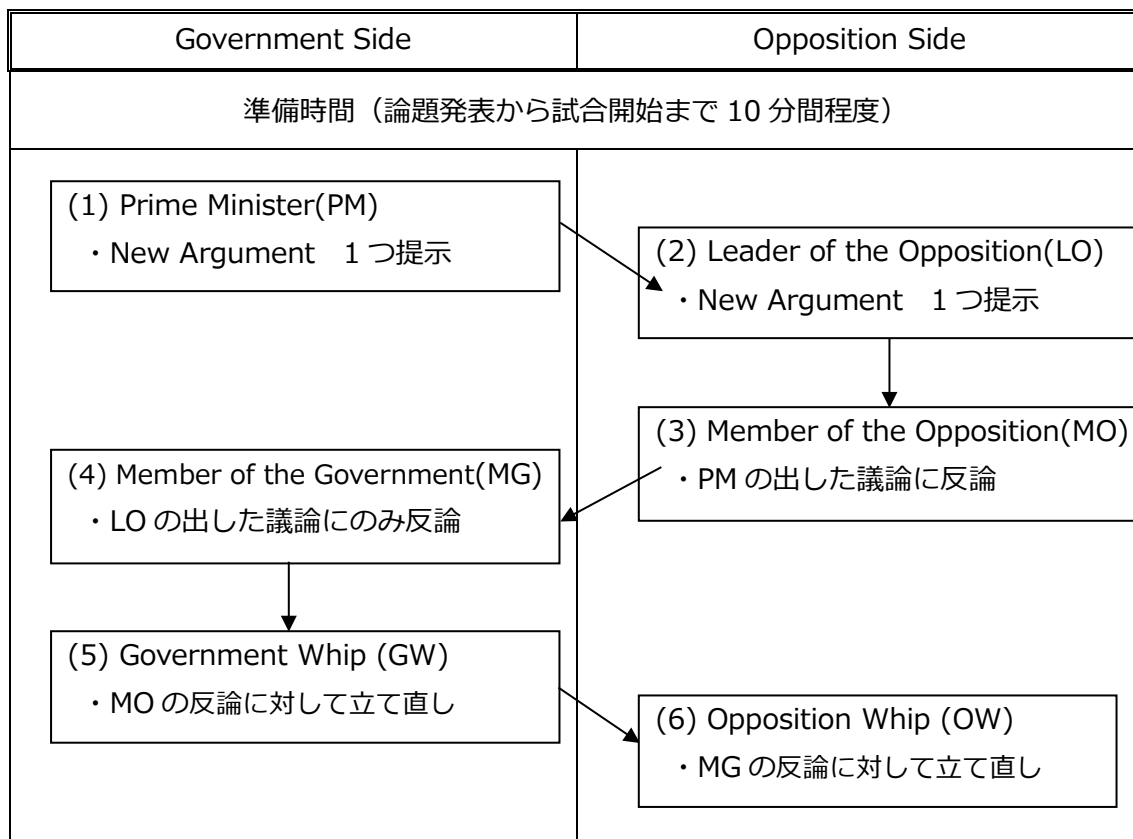 Government Side
Opposition Side
準備時間（論題発表から試合開始まで 10 分間程度）
(1) Prime Minister(PM)
・New Argument　1 つ提示
(2) Leader of the Opposition(LO)
・New Argument　1 つ提示
(3) Member of the Opposition(MO)
・PM の出した議論に反論
(4) Member of the Government(MG)
・LO の出した議論にのみ反論
(5) Government Whip (GW)
・MO の反論に対して立て直し
(6) Opposition Whip (OW)
・MG の反論に対して立て直し